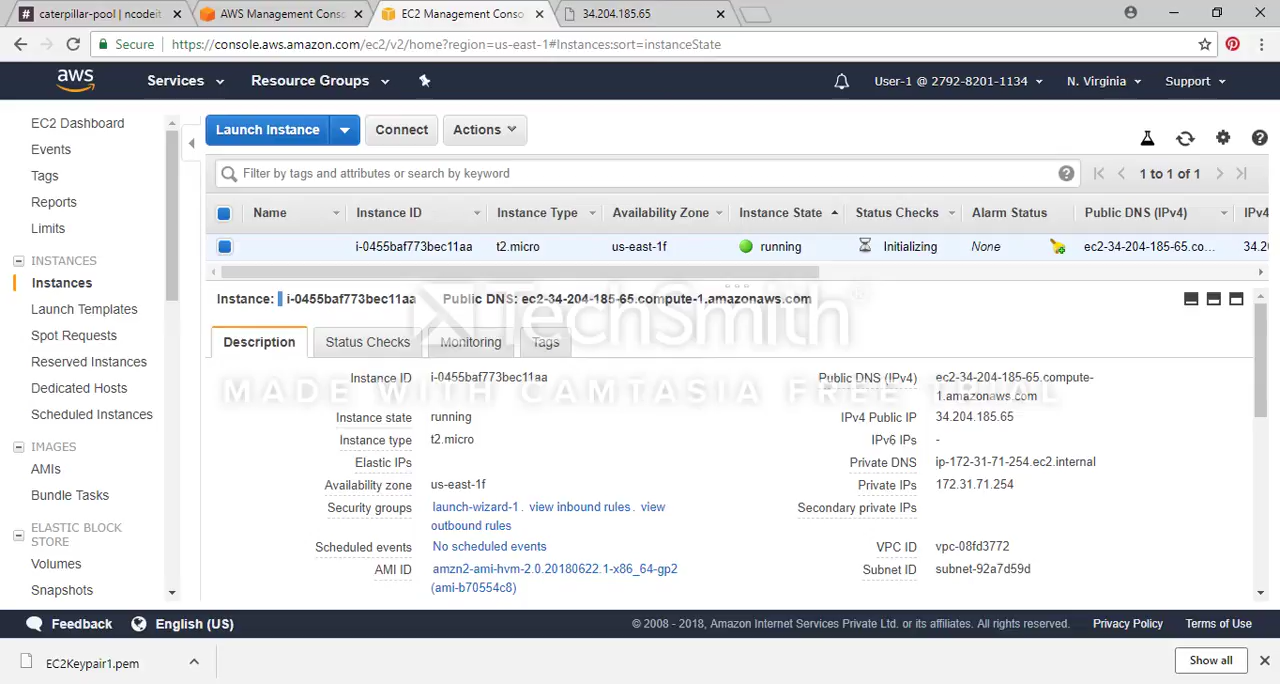 # caterpillar-pool | ncodeit
AWS Management Conso
EC2 Management Conso
34.204.185.65
Secure
https://console.aws.amazon.com/ec2/v2/home?region=us-east-1#Instances:sort=instanceState
aws
Services
Resource Groups
User-1 @ 2792-8201-1134
N. Virginia
Support
EC2 Dashboard
Events
Tags
Reports
Limits
INSTANCES
Instances
Launch Templates
Spot Requests
Reserved Instances
Dedicated Hosts
Scheduled Instances
IMAGES
AMIs
Bundle Tasks
ELASTIC BLOCK
STORE
Volumes
Snapshots
Launch Instance
Connect
Actions
Filter by tags and attributes or search by keyword
1 to 1 of 1
Name
Instance ID
Instance Type
Availability Zone
Instance State
Status Checks
Alarm Status
Public DNS (IPv4)
IPv4
i-0455baf773bec11aa
t2.micro
us-east-1f
running
Initializing
None
ec2-34-204-185-65.co...
34.2
Instance: i-0455baf773bec11aa Public DNS: ec2-34-204-185-65.compute-1.amazonaws.com
TechSmith®
MADE WITH CAMTASIA FREE TRIAL
Description
Status Checks
Monitoring
Tags
Instance ID i-0455baf773bec11aa
Instance state running
Instance type t2.micro
Elastic IPs
Availability zone us-east-1f
Security groups launch-wizard-1. view inbound rules. view
outbound rules
Scheduled events No scheduled events
AMI ID amzn2-ami-hvm-2.0.20180622.1-x86_64-gp2
(ami-b70554c8)
Public DNS (IPv4) ec2-34-204-185-65.compute-
1.amazonaws.com
IPv4 Public IP 34.204.185.65
IPv6 IPs -
Private DNS ip-172-31-71-254.ec2.internal
Private IPs 172.31.71.254
Secondary private IPs
VPC ID vpc-08fd3772
Subnet ID subnet-92a7d59d
Feedback
English (US)
© 2008 - 2018, Amazon Internet Services Private Ltd. or its affiliates. All rights reserved.
Privacy Policy
Terms of Use
EC2Keypair1.pem
Show all